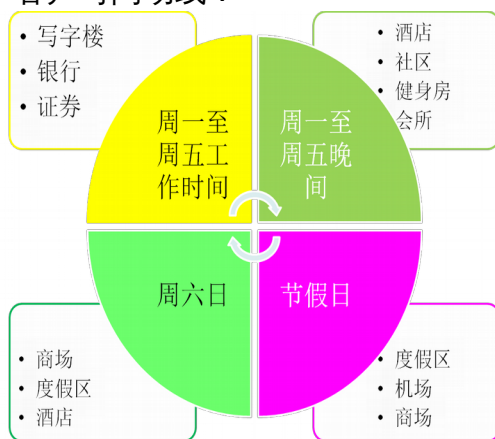 • 写字楼
• 银行
• 证券
• 酒店
• 社区
• 健身房
会所
周一至
周五工
作时间
周一至
周五晚
间
周六日
节假日
• 商场
• 度假区
• 酒店
• 度假区
• 机场
• 商场